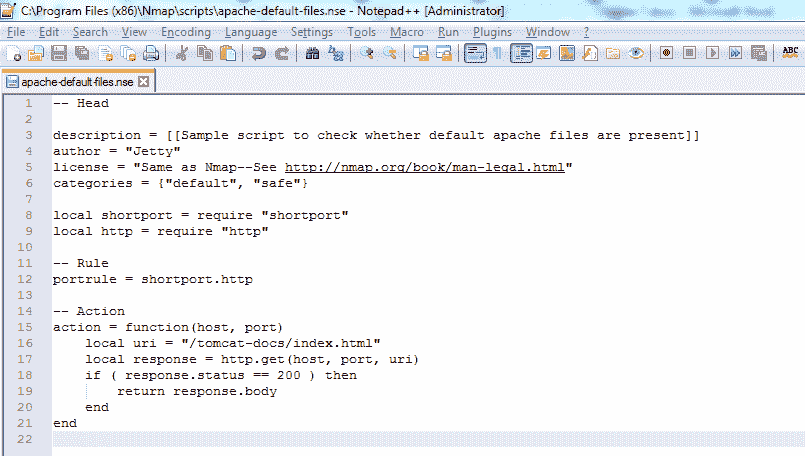 C:\Program Files (x86)\Nmap\scripts\apache-default-files.nse - Notepad++ [Administrator]
File Edit Search View Encoding Language Settings Tools Macro Run Plugins Window ?
ABC
apache-default-files.nse
1 -- Head
2
3 description = [[Sample script to check whether default apache files are present]]
4 author = "Jetty"
5 license = "Same as Nmap--See http://nmap.org/book/man-legal.html"
6 categories = {"default", "safe"}
7
8 local shortport = require "shortport"
9 local http = require "http"
10
11 -- Rule
12 portrule = shortport.http
13
14 -- Action
15 action = function(host, port)
16     local uri = "/tomcat-docs/index.html"
17     local response = http.get(host, port, uri)
18     if ( response.status == 200 ) then
19         return response.body
20     end
21 end
22